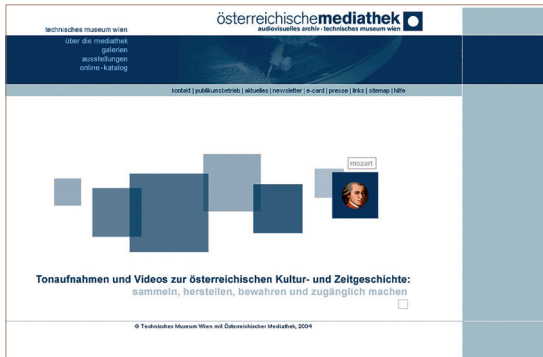 österreichischemediathek
audiovisuelles archiv · technisches museum wien
technisches museum wien
über die mediathek
galerien
ausstellungen
online-katalog
kontakt | publikumsbetrieb | aktuelles | newsletter | e-card | presse | links | sitemap | hilfe
mozart
Tonaufnahmen und Videos zur österreichischen Kultur- und Zeitgeschichte:
sammeln, herstellen, bewahren und zugänglich machen
© Technisches Museum Wien mit Österreichischer Mediathek, 2004